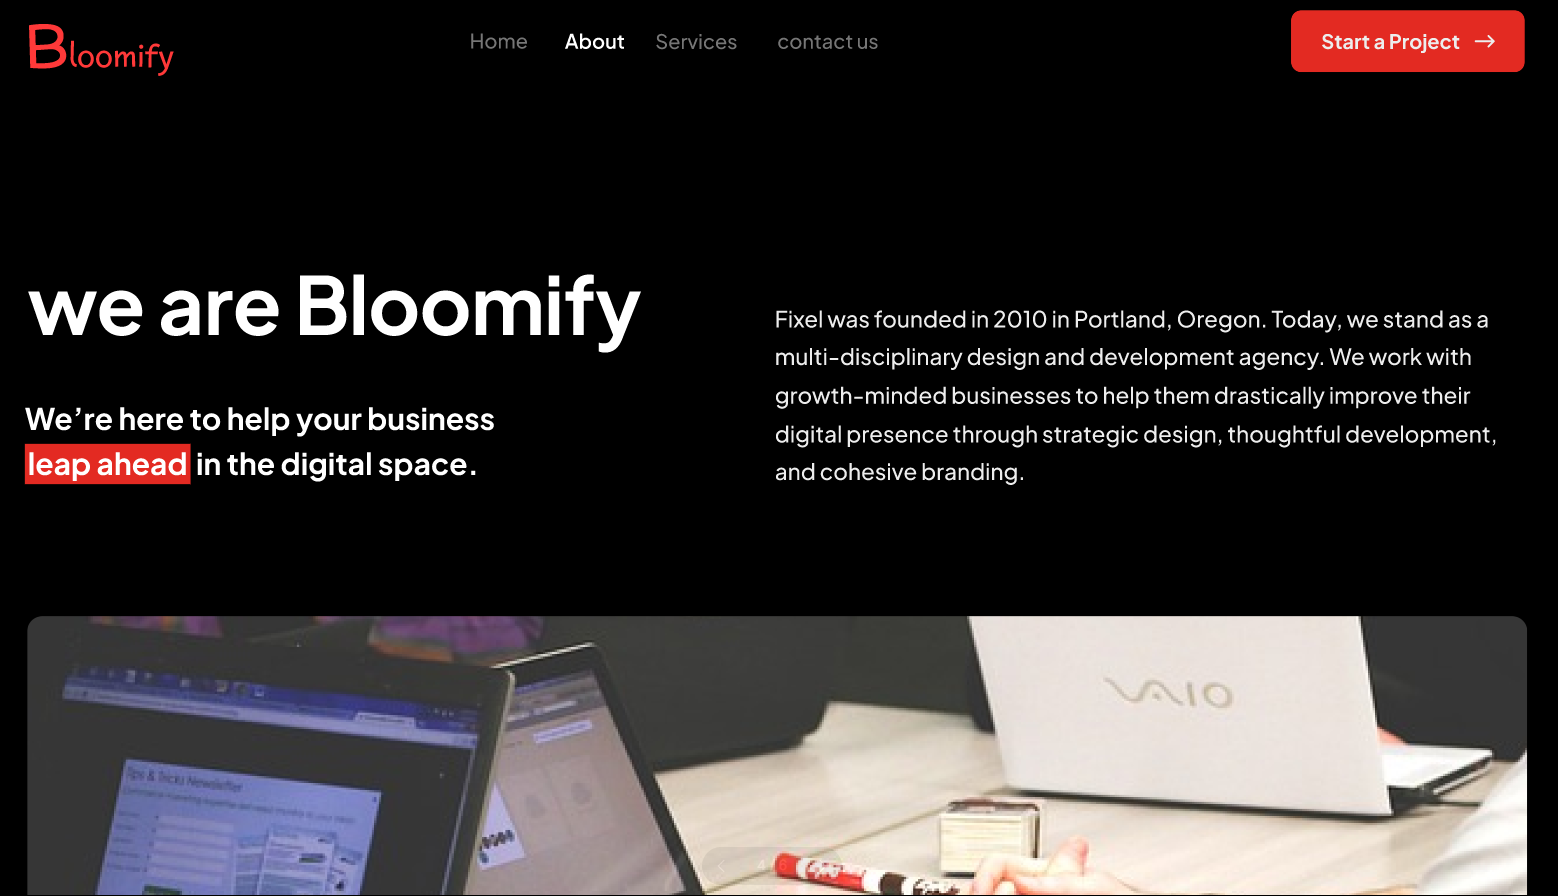 Bloomify
Home About Services contact us
Start a Project
we are Bloomify
We’re here to help your business
leap ahead in the digital space.
Fixel was founded in 2010 in Portland, Oregon. Today, we stand as a
multi-disciplinary design and development agency. We work with
growth-minded businesses to help them drastically improve their
digital presence through strategic design, thoughtful development,
and cohesive branding.
VAIO
Tips & Tricks Newsletter